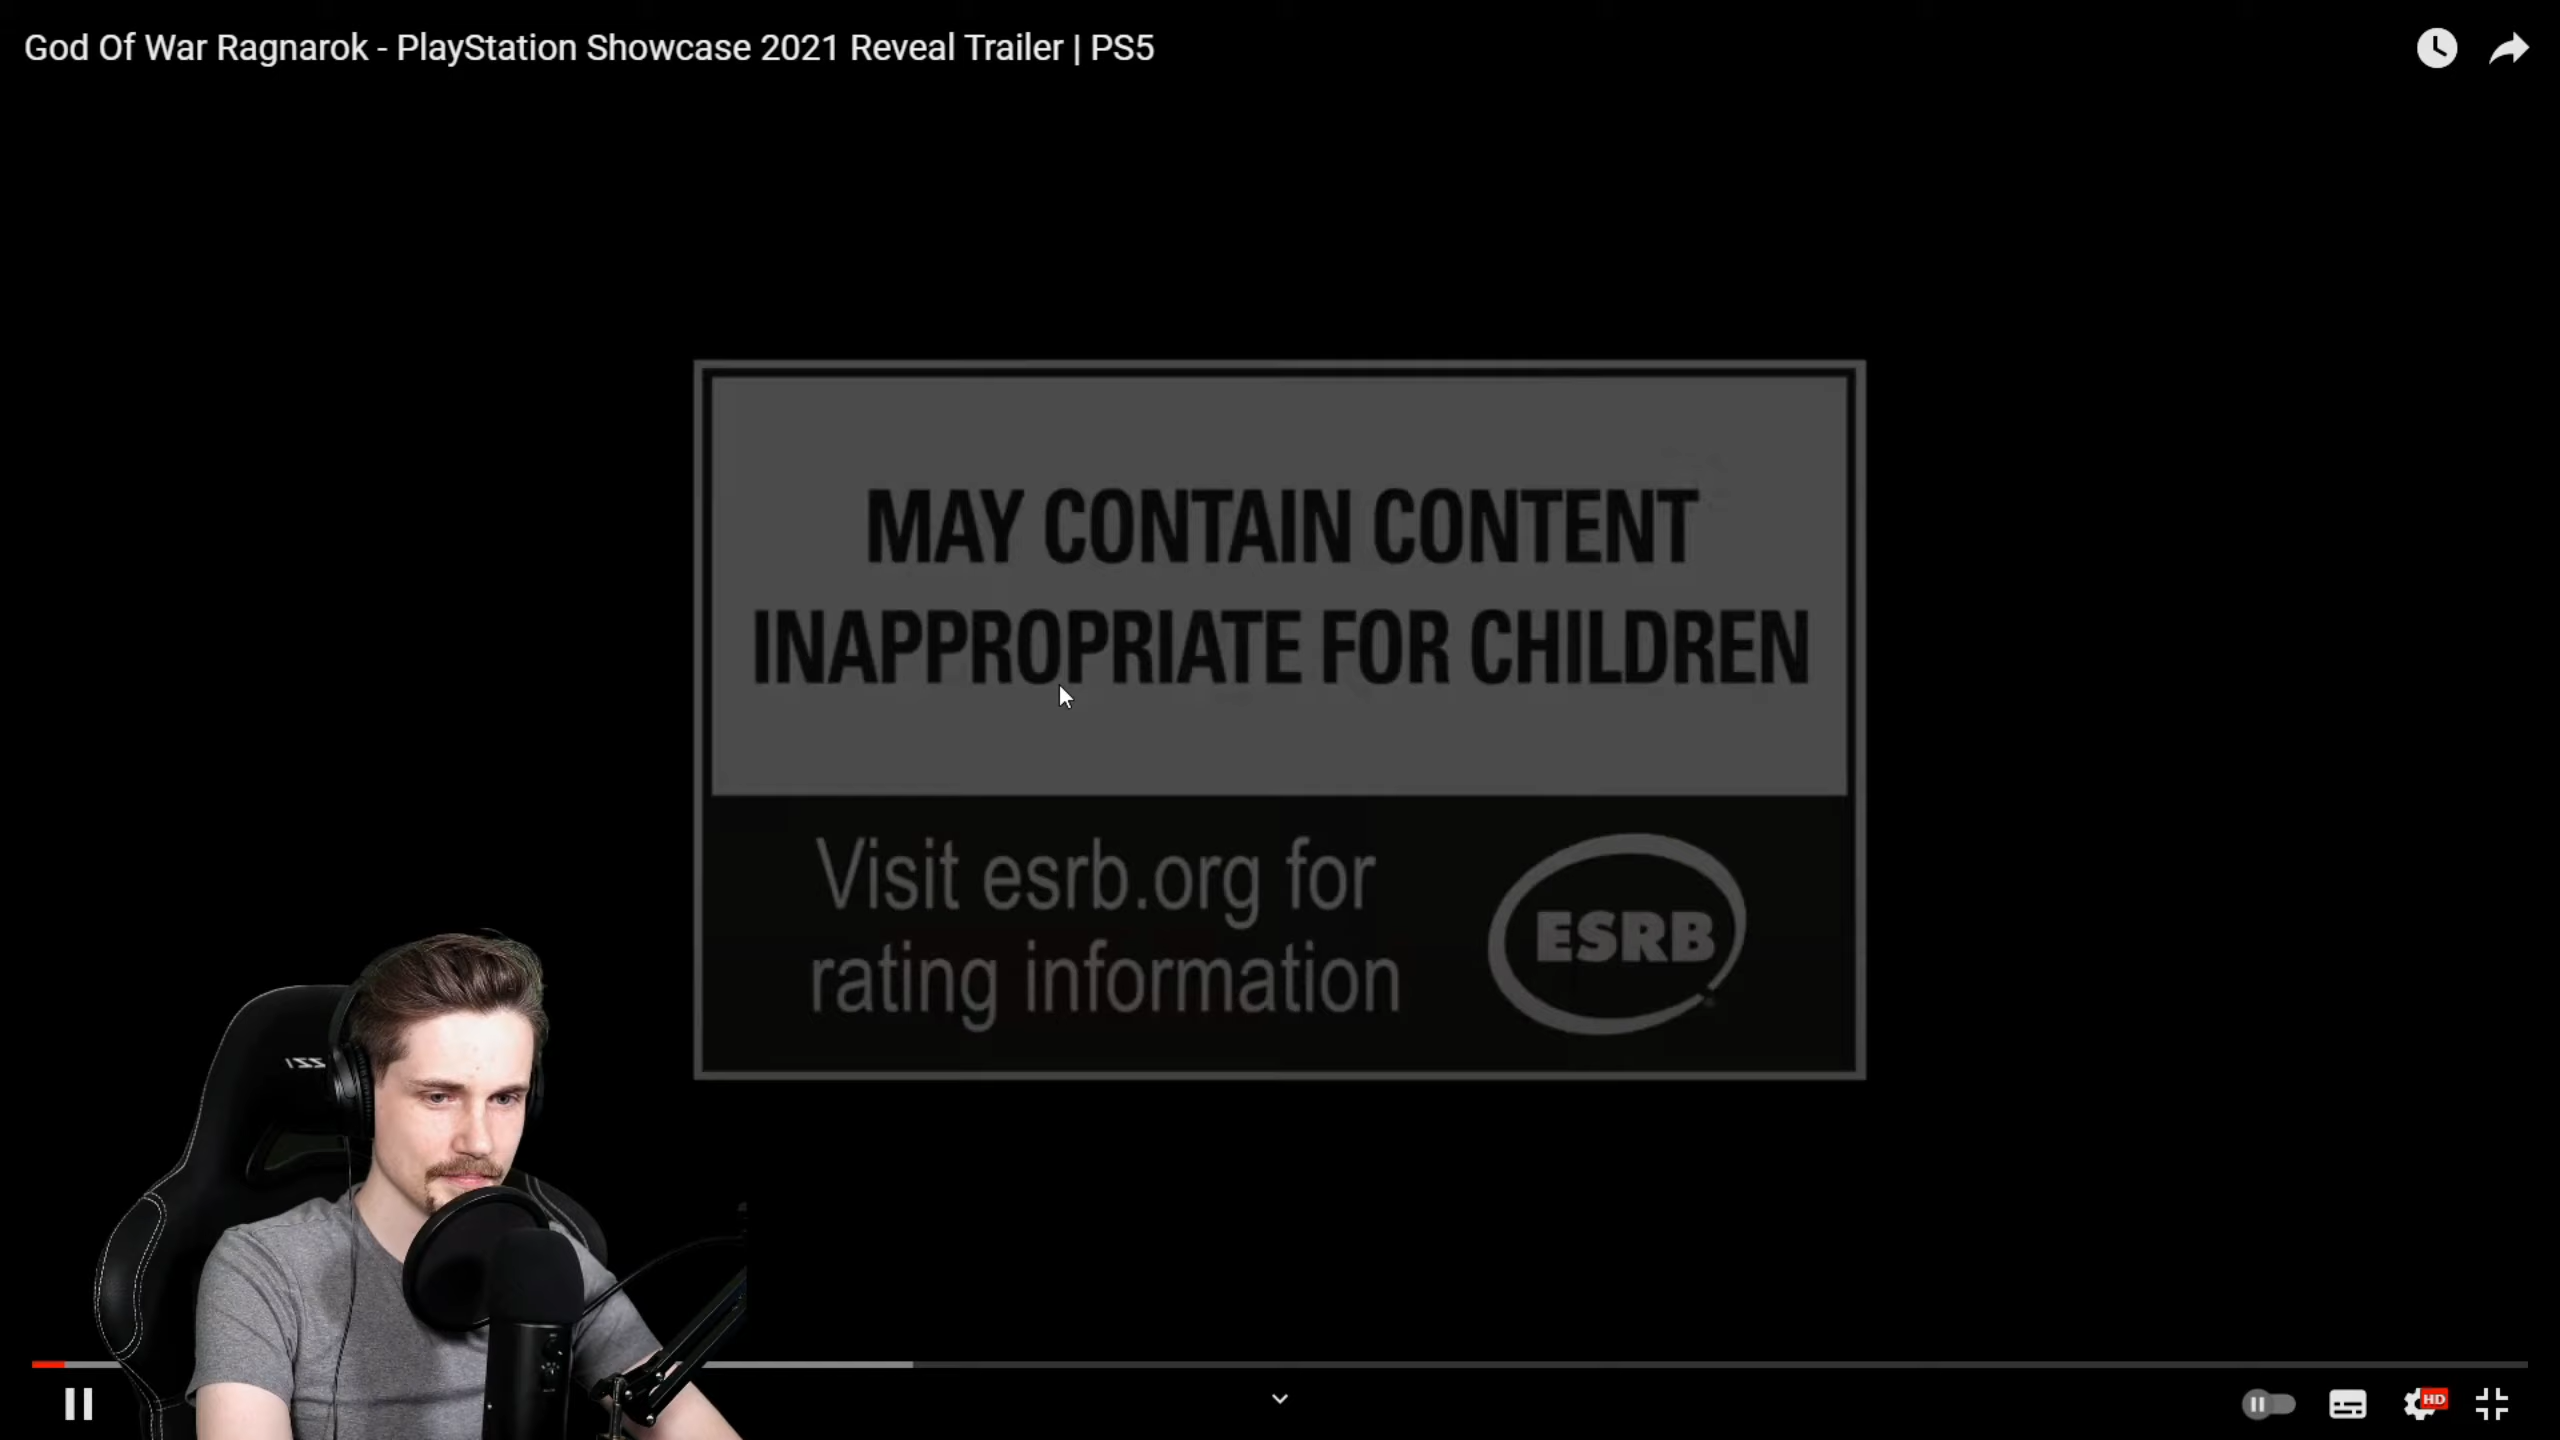 God Of War Ragnarok - PlayStation Showcase 2021 Reveal Trailer | PS5
MAY CONTAIN CONTENT
INAPPROPRIATE FOR CHILDREN
Visit esrb.org for
rating information
ESRB
HD